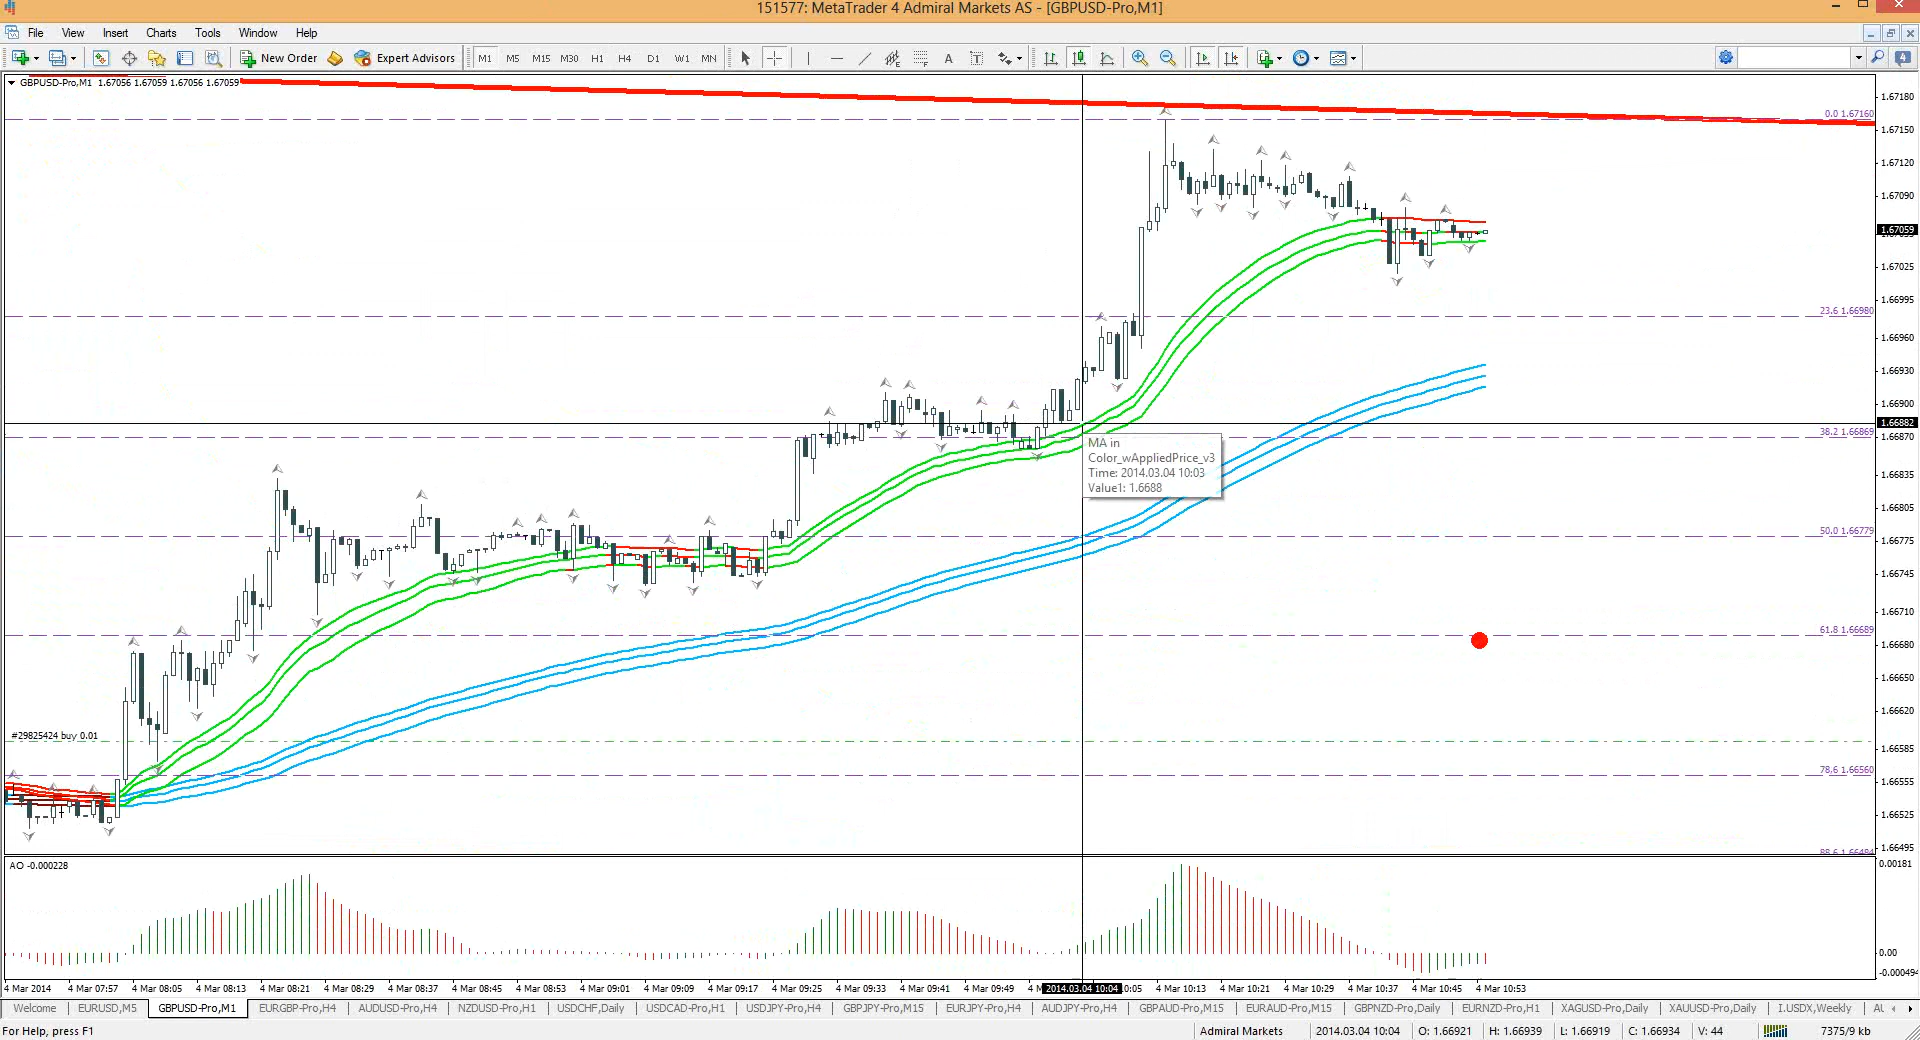 151577: MetaTrader 4 Admiral Markets AS - [GBPUSD-Pro,M1]
File View Insert Charts Tools Window Help
New Order Expert Advisors M1 M5 M15 M30 H1 H4 D1 W1 MN
GBPUSD-Pro,M1 1.67056 1.67059 1.67056 1.67059
1.67180
0.0 1.67160
1.67150
1.67120
1.67090
1.67059
1.67025
23.6 1.66980
1.66995
1.66960
1.66930
1.66900
1.66882
38.2 1.66869
1.66870
MA in
Color_wAppliedPrice_v3
Time: 2014.03.04 10:03
Value1: 1.6688
1.66835
1.66805
50.0 1.66779
1.66775
1.66745
1.66710
61.8 1.66689
1.66680
1.66650
1.66620
#29825424 buy 0.01
1.66585
78.6 1.66560
1.66555
1.66525
1.66495
88.6 1.66484
AO -0.000228
0.00181
0.00
-0.000494
4 Mar 2014 4 Mar 07:57 4 Mar 08:05 4 Mar 08:13 4 Mar 08:21 4 Mar 08:29 4 Mar 08:37 4 Mar 08:45 4 Mar 08:53 4 Mar 09:01 4 Mar 09:09 4 Mar 09:17 4 Mar 09:25 4 Mar 09:33 4 Mar 09:41 4 Mar 09:49 4 M 2014.03.04 10:04 10:05 4 Mar 10:13 4 Mar 10:21 4 Mar 10:29 4 Mar 10:37 4 Mar 10:45 4 Mar 10:53
Welcome EURUSD,M5 GBPUSD-Pro,M1 EURGBP-Pro,H4 AUDUSD-Pro,H4 NZDUSD-Pro,H1 USDCHF,Daily USDCAD-Pro,H1 USDJPY-Pro,H4 GBPJPY-Pro,M15 EURJPY-Pro,H4 AUDJPY-Pro,H4 GBPAUD-Pro,M15 EURAUD-Pro,M15 GBPNZD-Pro,Daily EURNZD-Pro,H1 XAGUSD-Pro,Daily XAUUSD-Pro,Daily I.USDX,Weekly AU
For Help, press F1 Admiral Markets 2014.03.04 10:04 O: 1.66921 H: 1.66939 L: 1.66919 C: 1.66934 V: 44 7375/9 kb